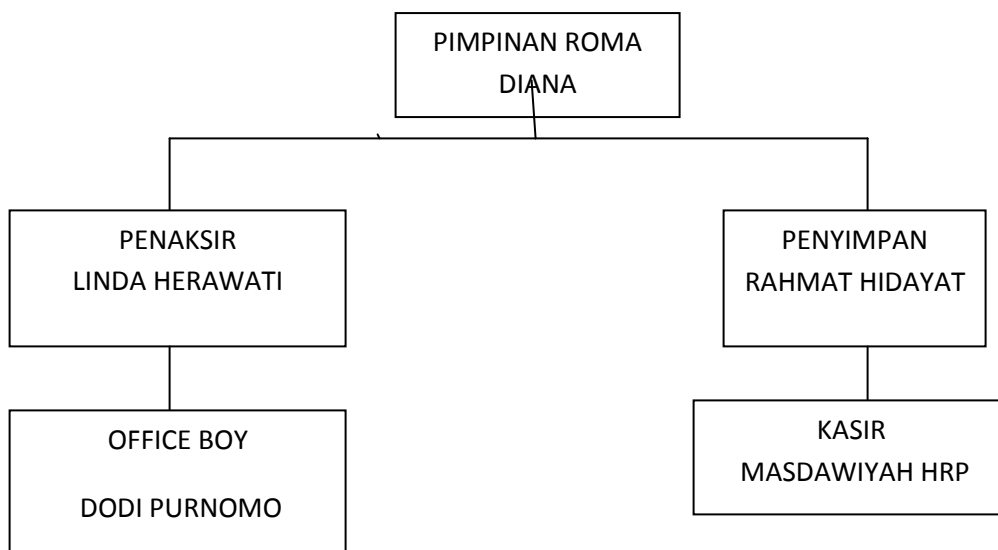 PIMPINAN ROMA
DIANA
PENAKSIR
LINDA HERAWATI
PENYIMPAN
RAHMAT HIDAYAT
OFFICE BOY
DODI PURNOMO
KASIR
MASDAWIYAH HRP